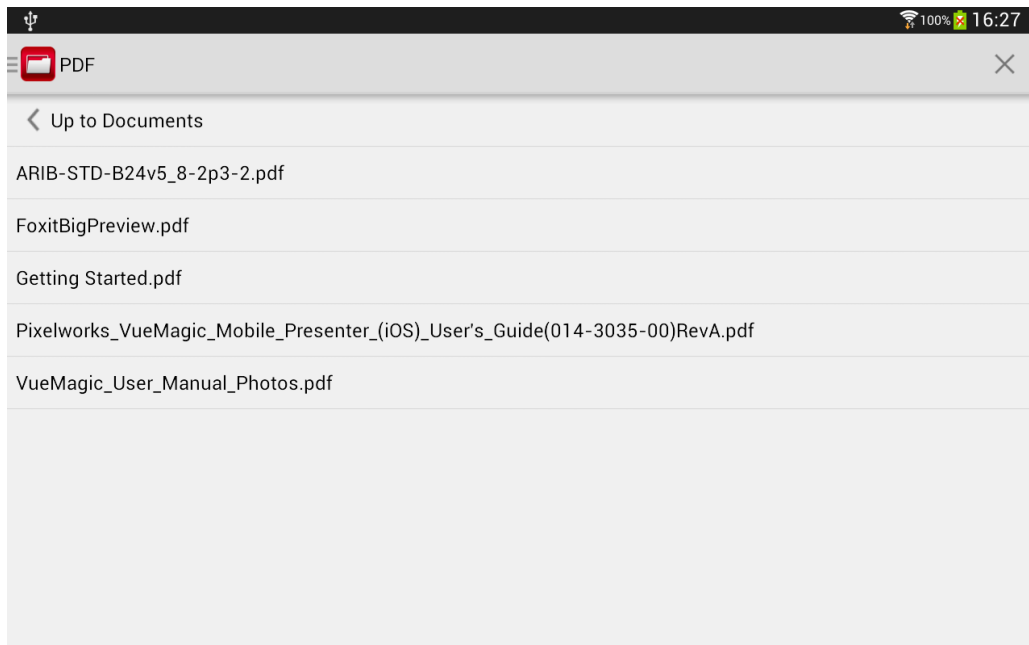 100% 16:27
PDF
Up to Documents
ARIB-STD-B24v5_8-2p3-2.pdf
FoxitBigPreview.pdf
Getting Started.pdf
Pixelworks_VueMagic_Mobile_Presenter_(iOS)_User's_Guide(014-3035-00)RevA.pdf
VueMagic_User_Manual_Photos.pdf